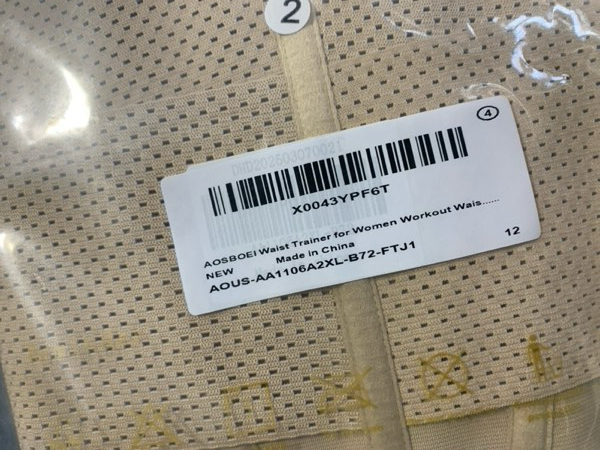 2
4
DHD202503070021
X0043YPF6T
AOSBOEI Waist Trainer for Women Workout Wais......
NEW Made in China
12
AOUS-AA1106A2XL-B72-FTJ1